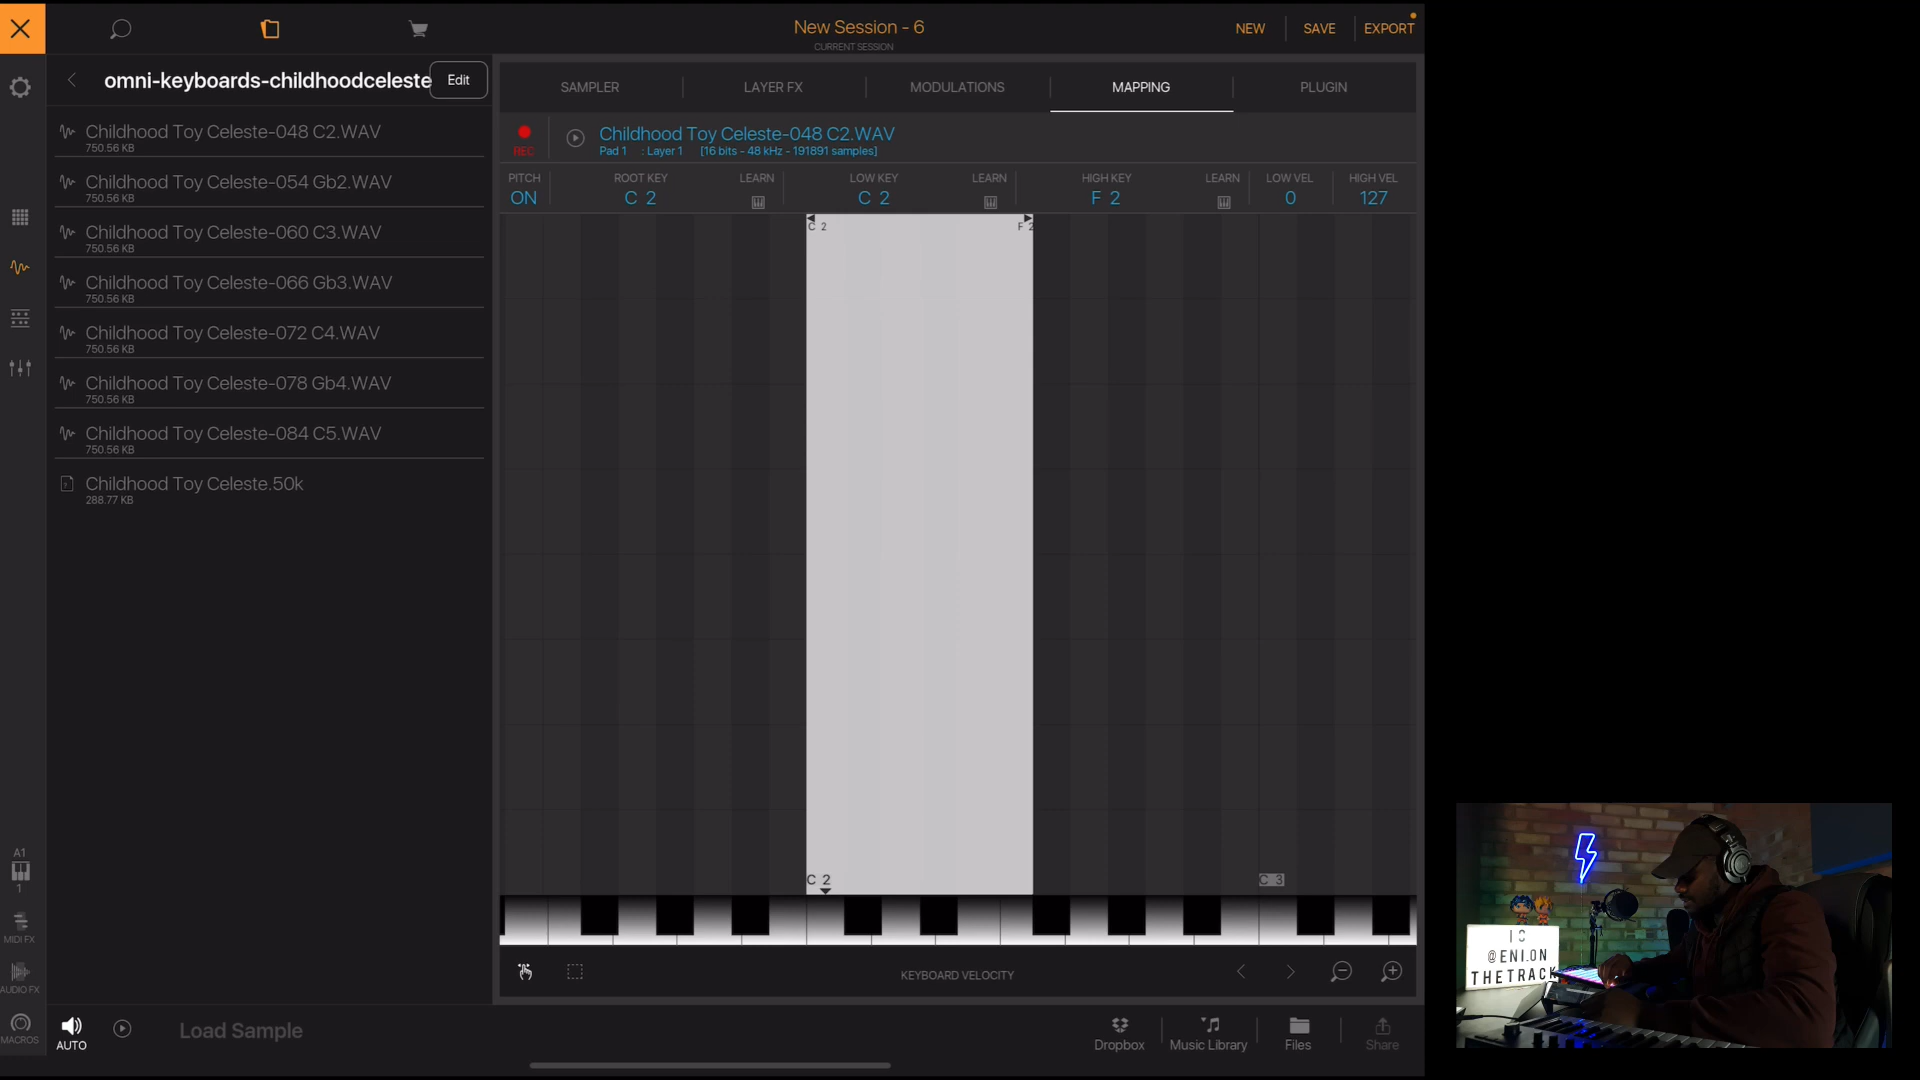 New Session - 6
CURRENT SESSION
NEW
SAVE
EXPORT
omni-keyboards-childhoodceleste
Edit
SAMPLER
LAYER FX
MODULATIONS
MAPPING
PLUGIN
Childhood Toy Celeste-048 C2.WAV
750.56 KB
Childhood Toy Celeste-054 Gb2.WAV
750.56 KB
Childhood Toy Celeste-060 C3.WAV
750.56 KB
Childhood Toy Celeste-066 Gb3.WAV
750.56 KB
Childhood Toy Celeste-072 C4.WAV
750.56 KB
Childhood Toy Celeste-078 Gb4.WAV
750.56 KB
Childhood Toy Celeste-084 C5.WAV
750.56 KB
Childhood Toy Celeste.50k
288.77 KB
REC
Childhood Toy Celeste-048 C2.WAV
Pad 1 : Layer 1 [16 bits - 48 kHz - 191891 samples]
PITCH
ON
ROOT KEY
C 2
LEARN
LOW KEY
C 2
LEARN
HIGH KEY
F 2
LEARN
LOW VEL
0
HIGH VEL
127
C 2
F 2
C 2
C 3
KEYBOARD VELOCITY
A1
1
MIDI FX
AUDIO FX
MACROS
AUTO
Load Sample
Dropbox
Music Library
Files
Share
@ENI.ON
THETRACK